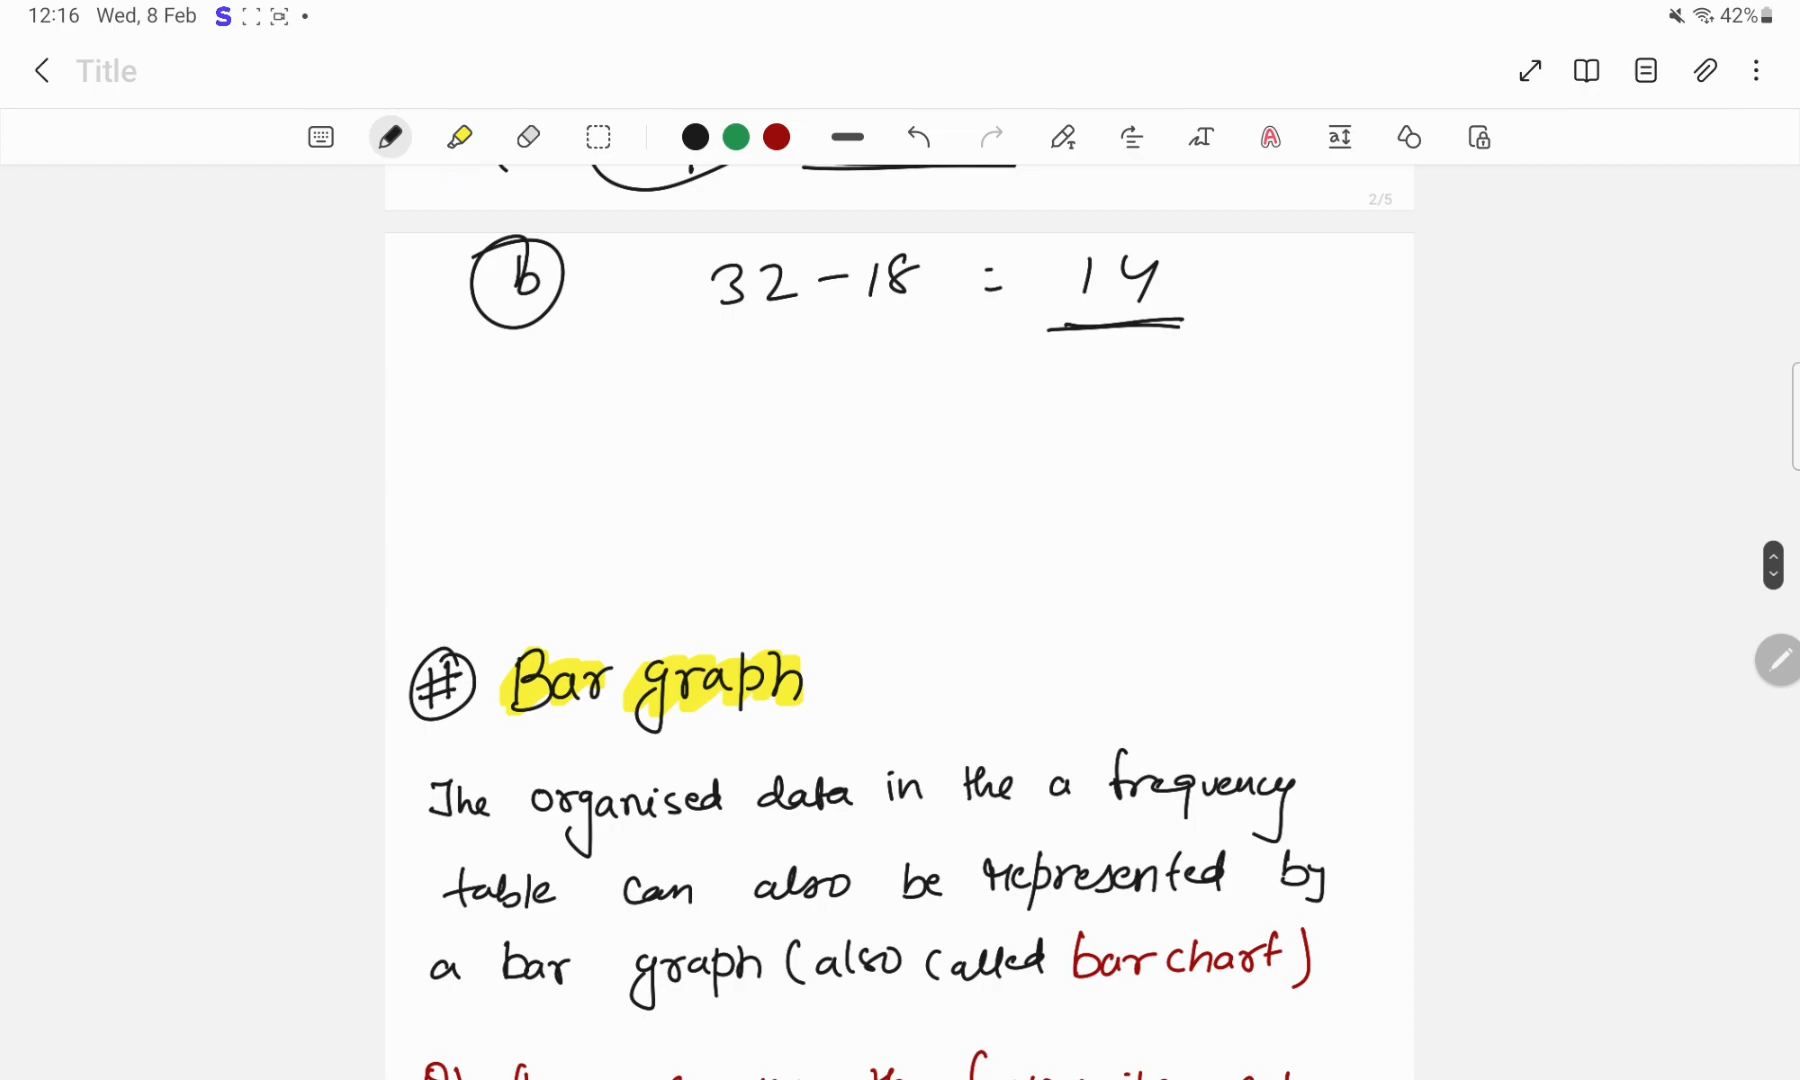 12:16 Wed, 8 Feb S 42%
Title
2/5
b 32 - 18 = 14
# Bar graph
The organised data in the a frequency
table can also be represented by
a bar graph (also called bar chart)